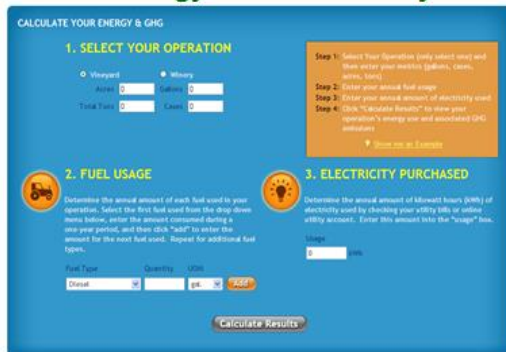 CALCULATE YOUR ENERGY & GHG
1. SELECT YOUR OPERATION
Vineyard
Winery
Acres 0
Gallons 0
Total Tons 0
Cases 0
Step 1: Select Your Operation (only select one) and
then enter your metrics (gallons, cases,
acres, tons)
Step 2: Enter your annual fuel usage
Step 3: Enter your annual amount of electricity used
Step 4: Click "Calculate Results" to view your
operation's energy use and associated GHG
emissions
Show me an Example
2. FUEL USAGE
Determine the annual amount of each fuel used in your
operation. Select the first fuel used from the drop down
menu below, enter the amount consumed during a
one-year period, and then click "add" to enter the
amount for the next fuel used. Repeat for additional fuel
types.
Fuel Type Quantity UOM
Diesel gal. Add
3. ELECTRICITY PURCHASED
Determine the annual amount of kilowatt hours (kWh) of
electricity used by checking your utility bills or online
utility account. Enter this amount into the "usage" box.
Usage
0 kWh
Calculate Results